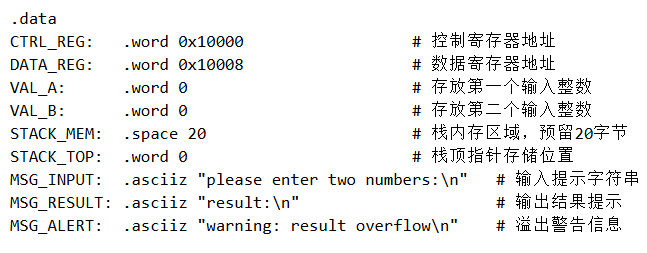 .data
CTRL_REG:   .word 0x10000                 # 控制寄存器地址
DATA_REG:   .word 0x10008                 # 数据寄存器地址
VAL_A:      .word 0                       # 存放第一个输入整数
VAL_B:      .word 0                       # 存放第二个输入整数
STACK_MEM:  .space 20                     # 栈内存区域，预留20字节
STACK_TOP:  .word 0                       # 栈顶指针存储位置
MSG_INPUT:  .asciiz "please enter two numbers:\n"   # 输入提示字符串
MSG_RESULT: .asciiz "result:\n"                     # 输出结果提示
MSG_ALERT:  .asciiz "warning: result overflow\n"    # 溢出警告信息